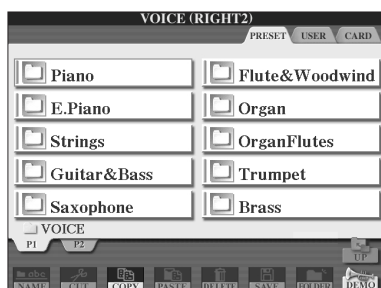 VOICE (RIGHT2)
PRESET USER CARD
Piano
Flute&Woodwind
E.Piano
Organ
Strings
OrganFlutes
Guitar&Bass
Trumpet
Saxophone
Brass
VOICE
P1 P2
UP
abc
NAME CUT COPY PASTE DELETE SAVE FOLDER DEMO